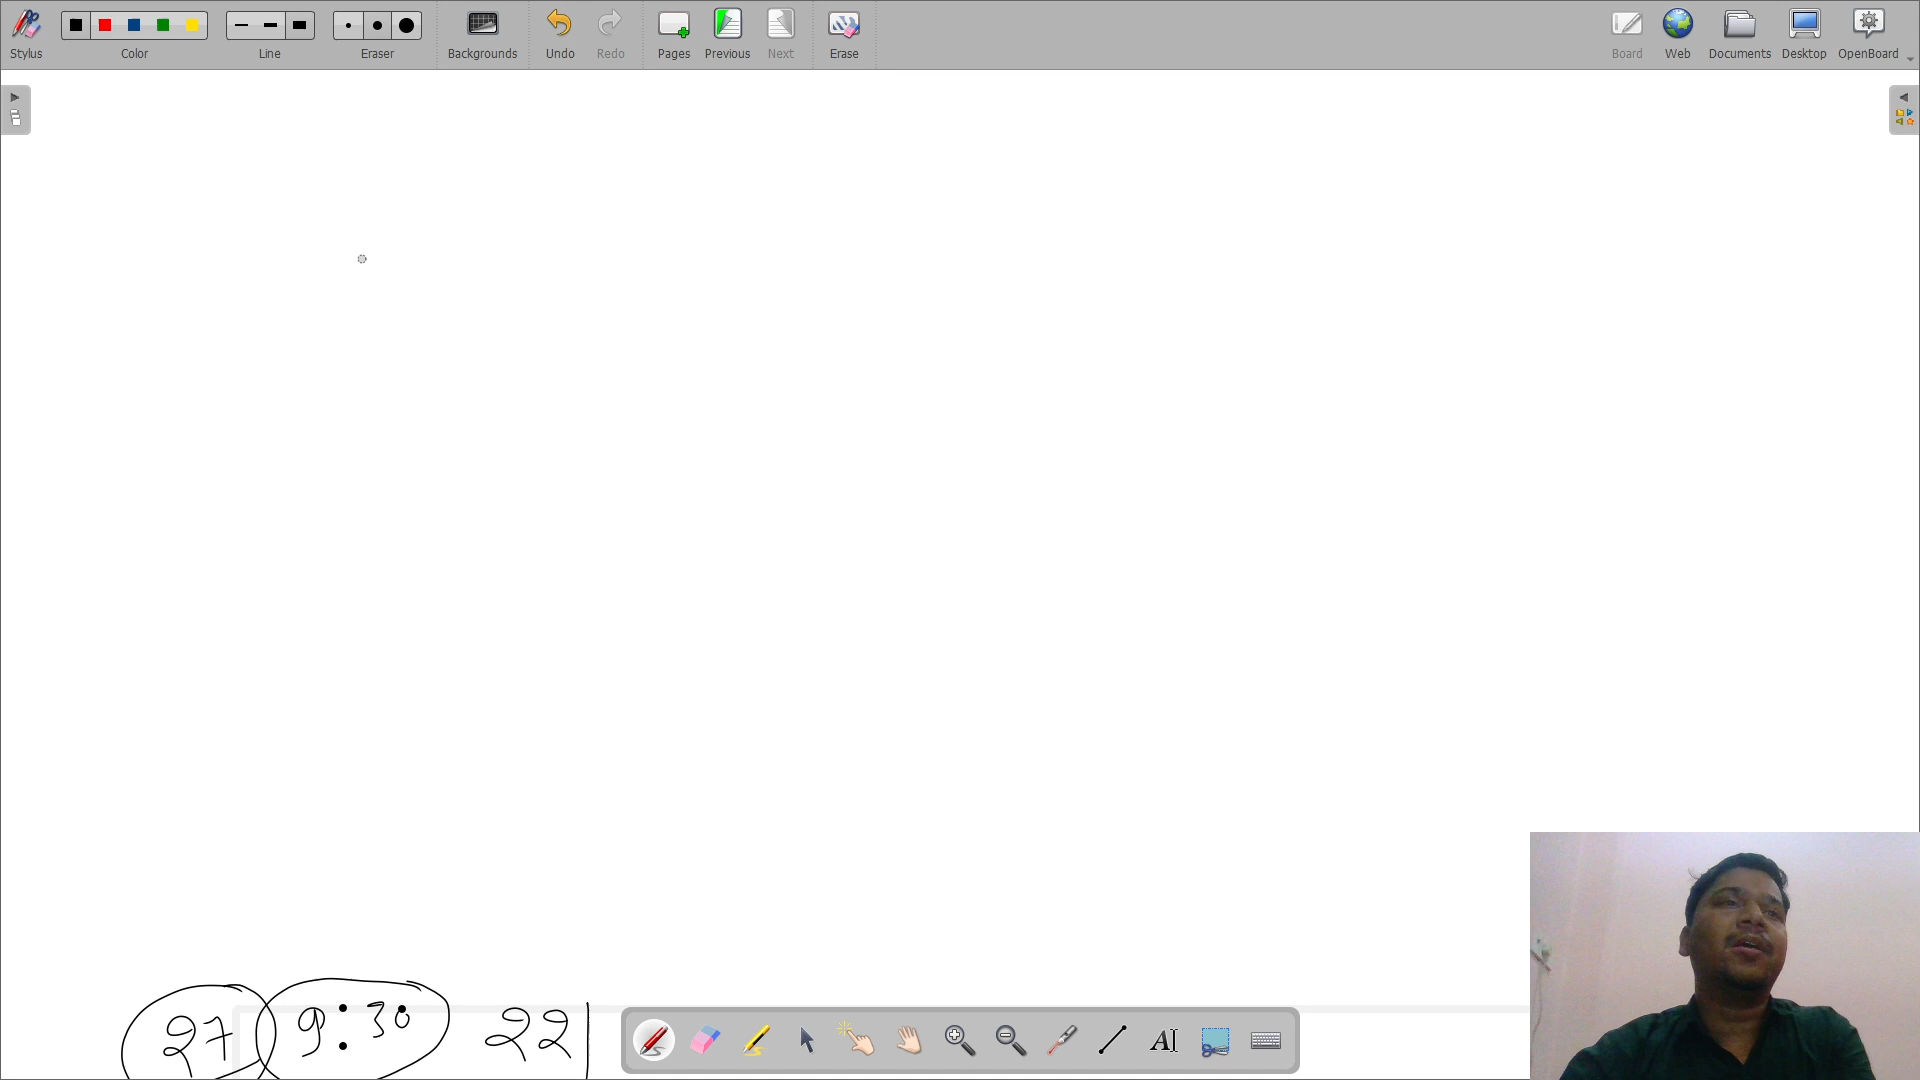 Stylus Color Line Eraser Backgrounds Undo Redo Pages Previous Next Erase Board Web Documents Desktop OpenBoard
27 9:30 22
AI